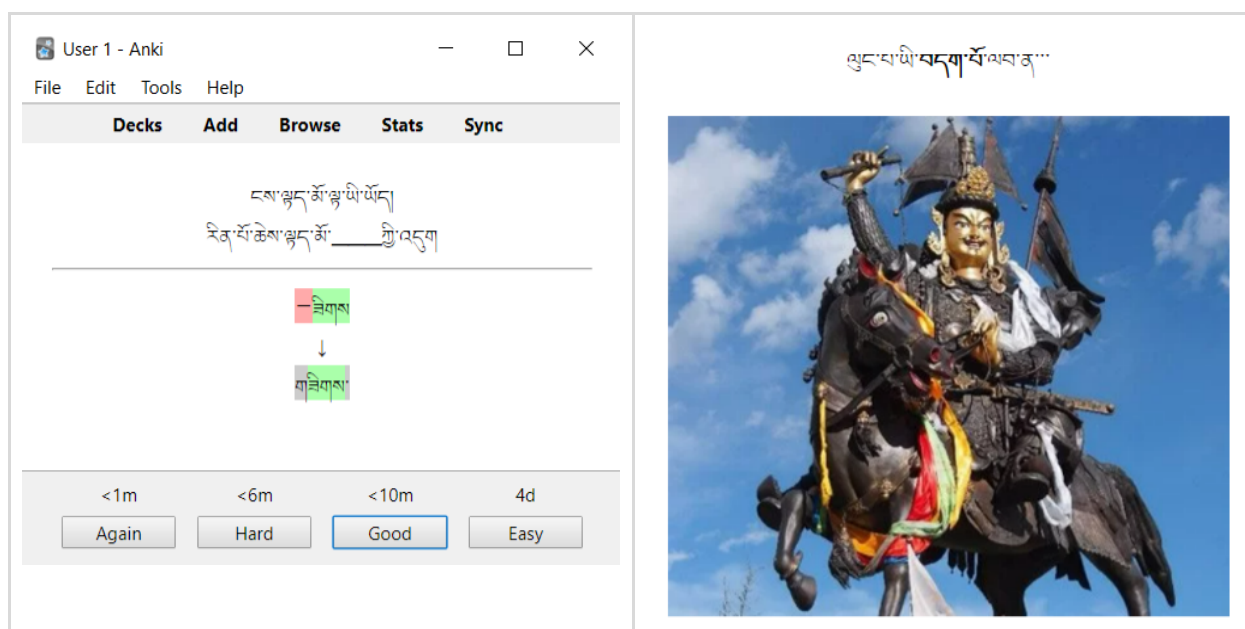 User 1 - Anki
File Edit Tools Help
Decks Add Browse Stats Sync
ངས་ལྟད་མོ་ལྟ་ཡི་ཡོད།
རིན་པོ་ཆེས་ལྟད་མོ་_____ཀྱི་འདུག
-ཟིགས
↓
གཟིགས་
<1m <6m <10m 4d
Again Hard Good Easy
ལུང་པ་ཡི་བདག་པོ་ལབ་ན་་་